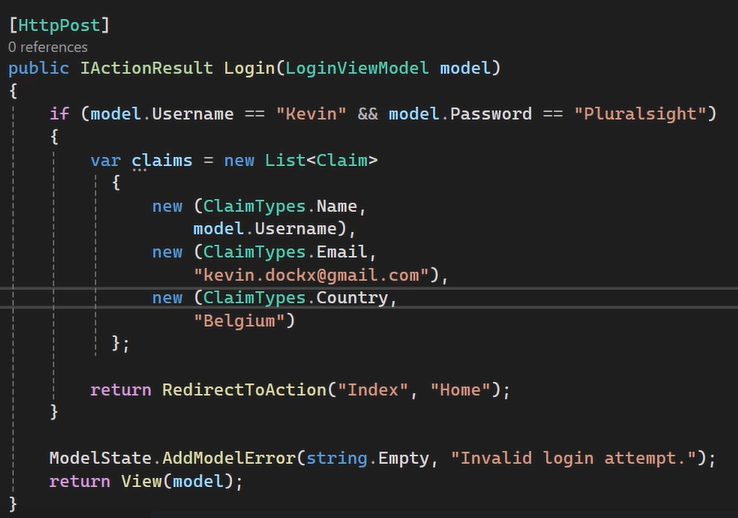 [HttpPost]
0 references
public IActionResult Login(LoginViewModel model)
{
    if (model.Username == "Kevin" && model.Password == "Pluralsight")
    {
        var claims = new List<Claim>
          {
              new (ClaimTypes.Name,
                  model.Username),
              new (ClaimTypes.Email,
                  "kevin.dockx@gmail.com"),
              new (ClaimTypes.Country,
                  "Belgium")
          };

        return RedirectToAction("Index", "Home");
    }

    ModelState.AddModelError(string.Empty, "Invalid login attempt.");
    return View(model);
}